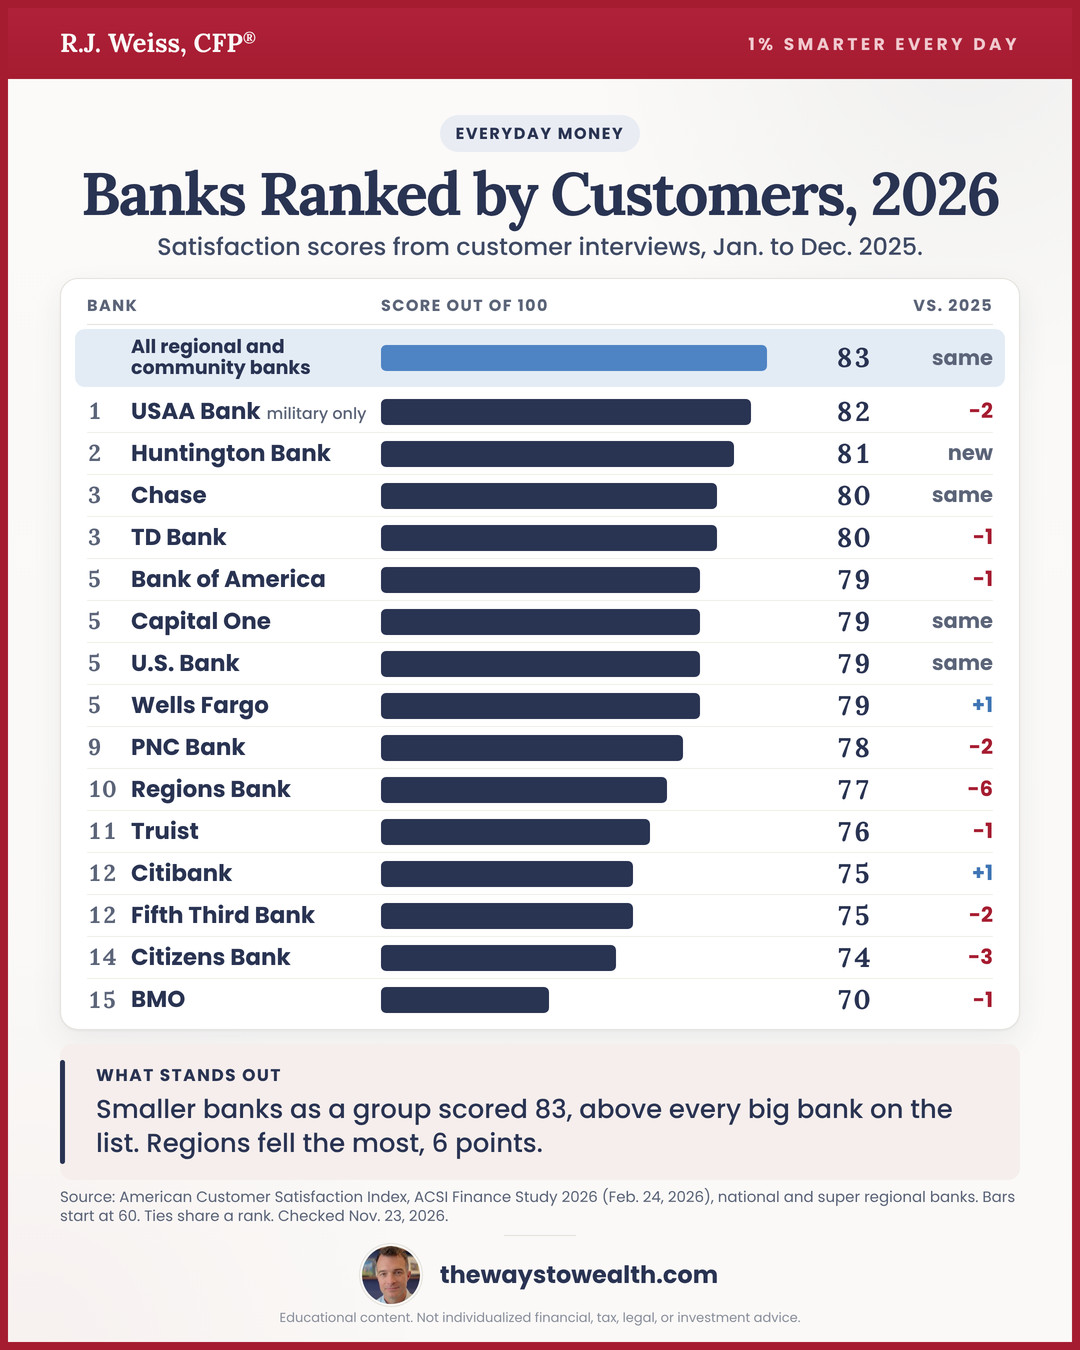 R.J. Weiss, CFP®
1% SMARTER EVERY DAY
EVERYDAY MONEY
Banks Ranked by Customers, 2026
Satisfaction scores from customer interviews, Jan. to Dec. 2025.
BANK SCORE OUT OF 100 VS. 2025
All regional and
community banks 83 same
1 USAA Bank military only 82 -2
2 Huntington Bank 81 new
3 Chase 80 same
3 TD Bank 80 -1
5 Bank of America 79 -1
5 Capital One 79 same
5 U.S. Bank 79 same
5 Wells Fargo 79 +1
9 PNC Bank 78 -2
10 Regions Bank 77 -6
11 Truist 76 -1
12 Citibank 75 +1
12 Fifth Third Bank 75 -2
14 Citizens Bank 74 -3
15 BMO 70 -1
WHAT STANDS OUT
Smaller banks as a group scored 83, above every big bank on the
list. Regions fell the most, 6 points.
Source: American Customer Satisfaction Index, ACSI Finance Study 2026 (Feb. 24, 2026), national and super regional banks. Bars
start at 60. Ties share a rank. Checked Nov. 23, 2026.
thewaystowealth.com
Educational content. Not individualized financial, tax, legal, or investment advice.